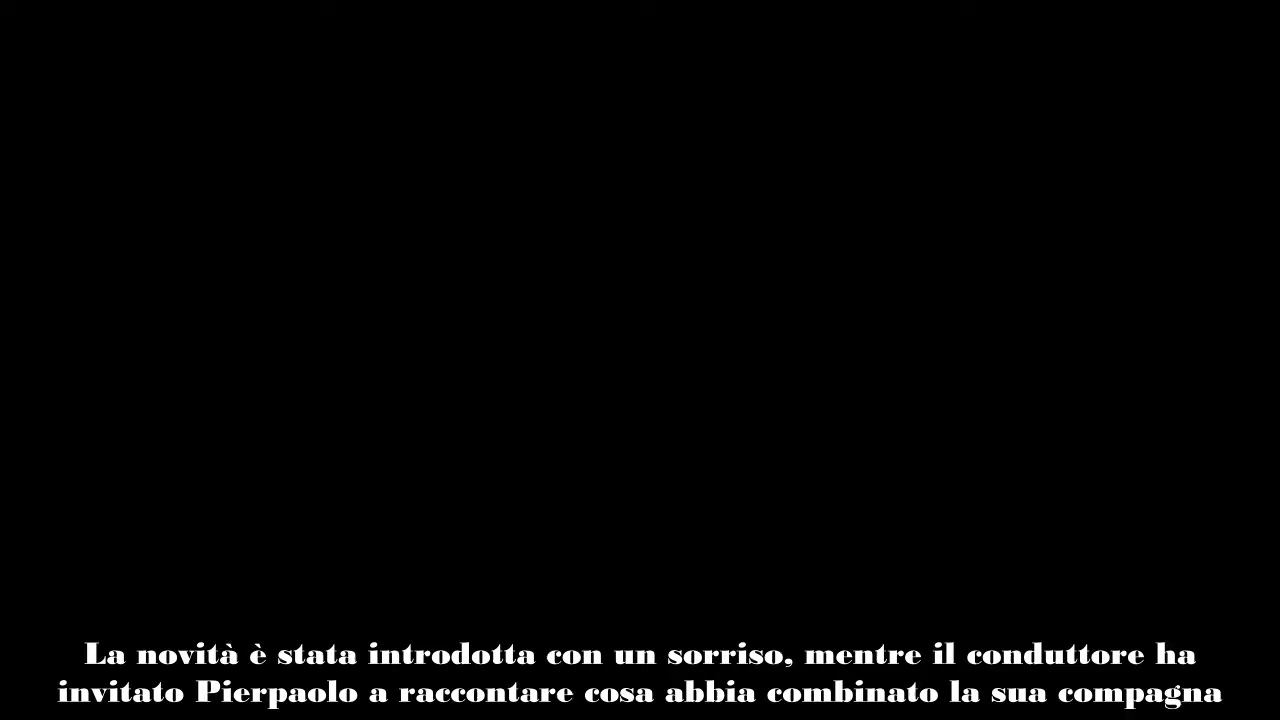 La novità è stata introdotta con un sorriso, mentre il conduttore ha
invitato Pierpaolo a raccontare cosa abbia combinato la sua compagna